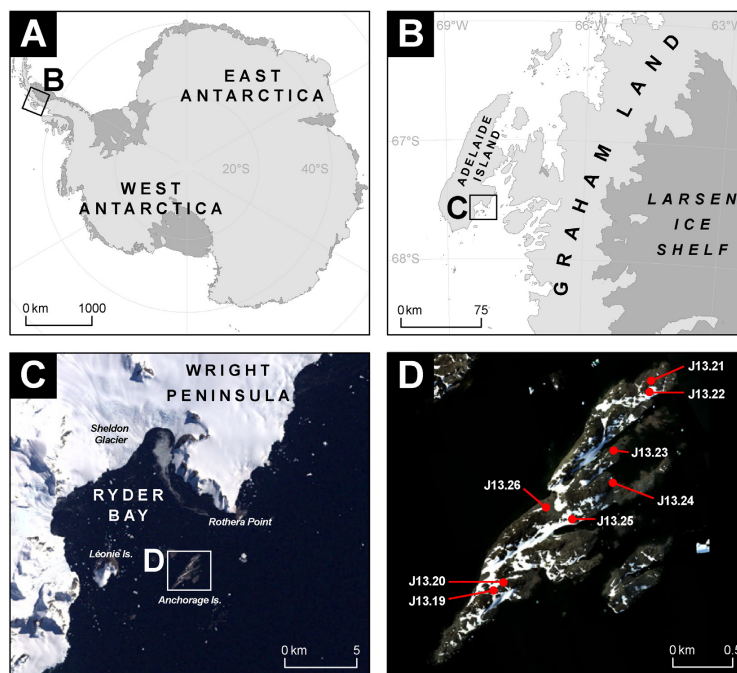 A
B
EAST
ANTARCTICA
20°S
40°S
WEST
ANTARCTICA
0 km 1000
B
69°W
66°W
63°W
GRAHAM LAND
67°S
ADELAIDE
ISLAND
C
LARSEN
ICE
SHELF
68°S
0 km 75
C
WRIGHT
PENINSULA
Sheldon
Glacier
RYDER
BAY
Rothera Point
Léonie Is.
D
Anchorage Is.
0 km 5
D
J13.21
J13.22
J13.23
J13.26
J13.24
J13.25
J13.20
J13.19
0 km 0.5